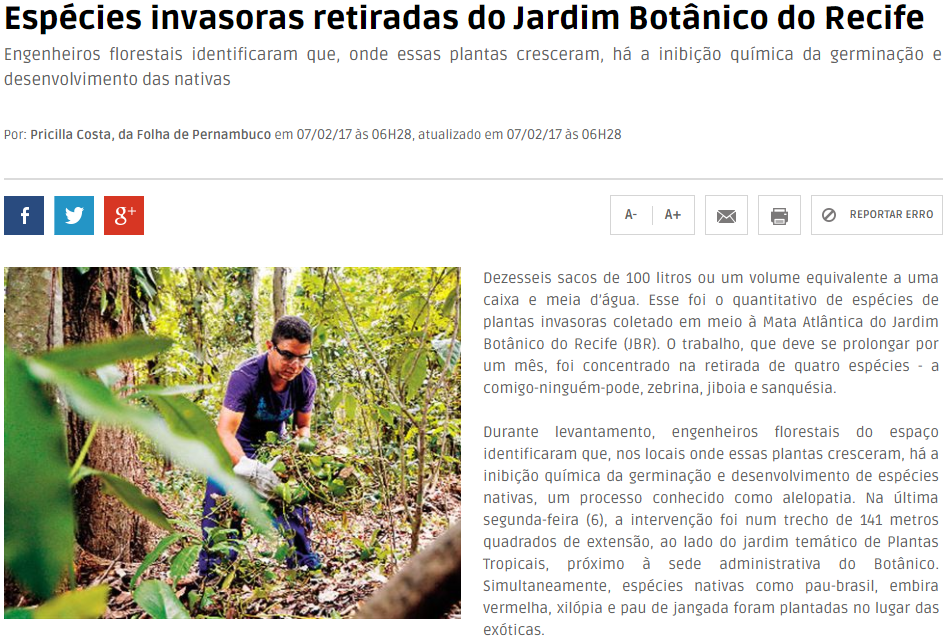 Espécies invasoras retiradas do Jardim Botânico do Recife
Engenheiros florestais identificaram que, onde essas plantas cresceram, há a inibição química da germinação e
desenvolvimento das nativas
Por: Pricilla Costa, da Folha de Pernambuco em 07/02/17 às 06H28, atualizado em 07/02/17 às 06H28
f g+ A- A+ REPORTAR ERRO
Dezesseis sacos de 100 litros ou um volume equivalente a uma
caixa e meia d'água. Esse foi o quantitativo de espécies de
plantas invasoras coletado em meio à Mata Atlântica do Jardim
Botânico do Recife (JBR). O trabalho, que deve se prolongar por
um mês, foi concentrado na retirada de quatro espécies - a
comigo-ninguém-pode, zebrina, jiboia e sanquésia.
Durante levantamento, engenheiros florestais do espaço
identificaram que, nos locais onde essas plantas cresceram, há a
inibição química da germinação e desenvolvimento de espécies
nativas, um processo conhecido como alelopatia. Na última
segunda-feira (6), a intervenção foi num trecho de 141 metros
quadrados de extensão, ao lado do jardim temático de Plantas
Tropicais, próximo à sede administrativa do Botânico.
Simultaneamente, espécies nativas como pau-brasil, embira
vermelha, xilópia e pau de jangada foram plantadas no lugar das
exóticas.